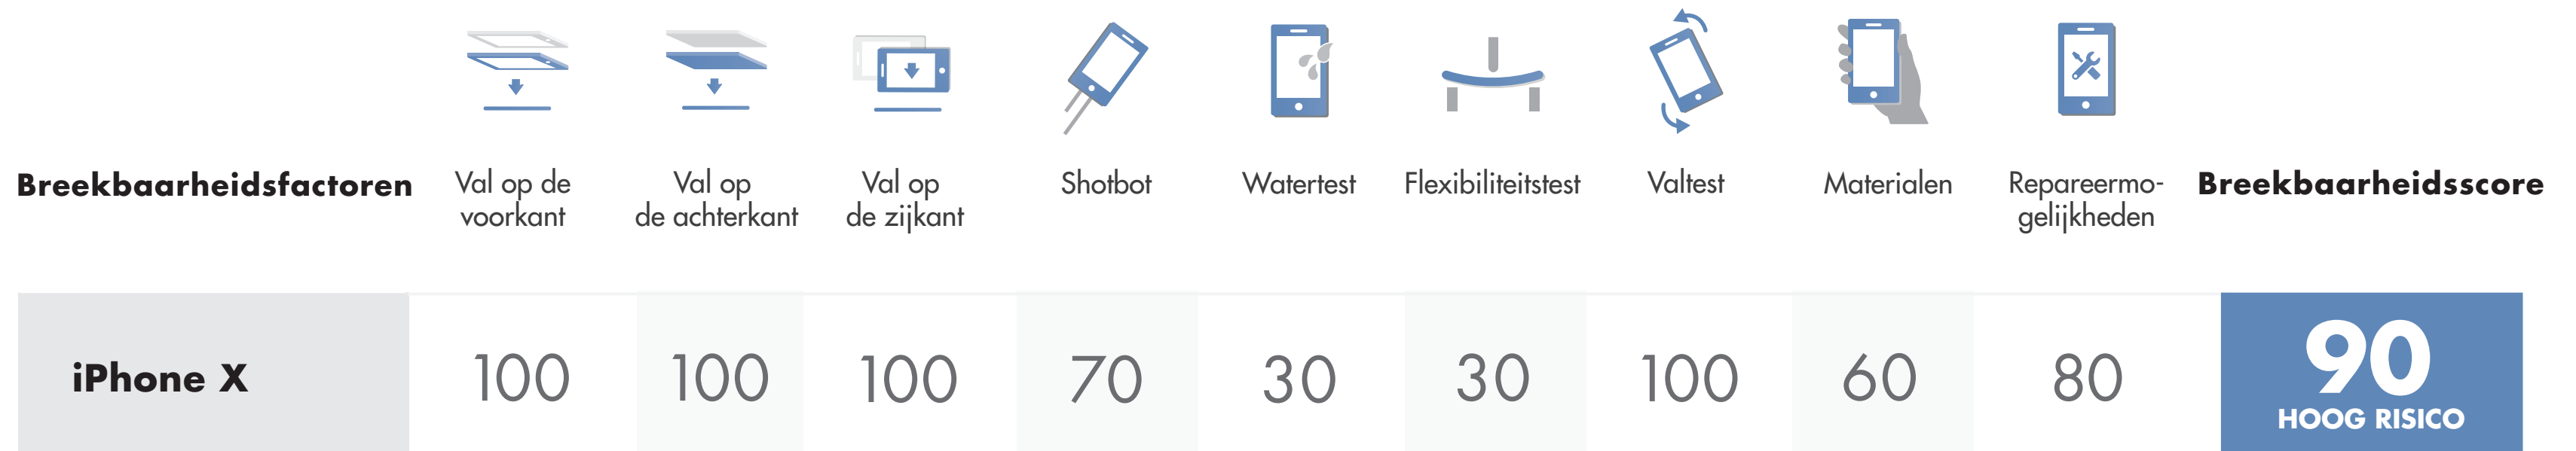 Breekbaarheidsfactoren
Val op de
voorkant
Val op
de achterkant
Val op
de zijkant
Shotbot
Watertest
Flexibiliteitstest
Valtest
Materialen
Repareermo-
gelijkheden
Breekbaarheidsscore
iPhone X
100
100
100
70
30
30
100
60
80
90
HOOG RISICO